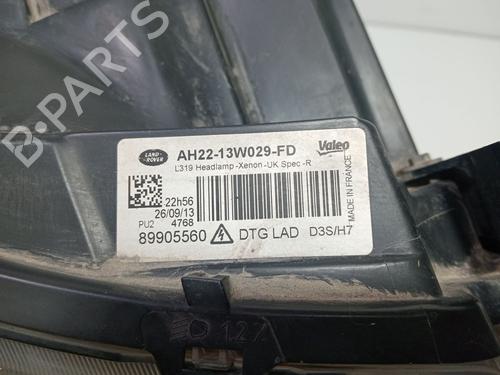 B-PARTS
LAND ROVER
AH22-13W029-FD
Valeo
L319 Headlamp -Xenon -UK Spec -R
22h56
26/09/13
PU2 4768
MADE IN FRANCE
89905560 DTG LAD D3S/H7
127